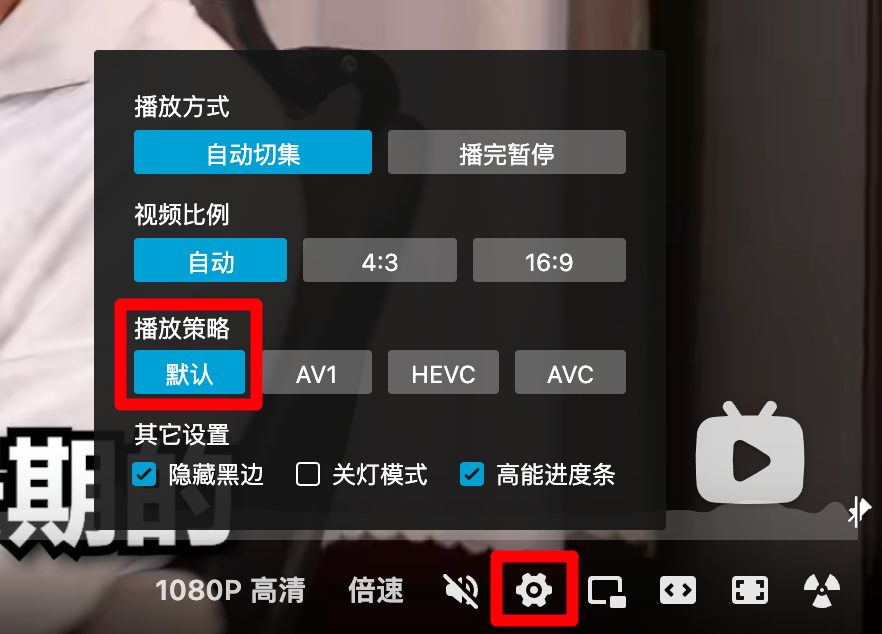 播放方式
自动切集 播完暂停
视频比例
自动 4:3 16:9
播放策略
默认 AV1 HEVC AVC
其它设置
隐藏黑边 关灯模式 高能进度条
期的
1080P 高清 倍速